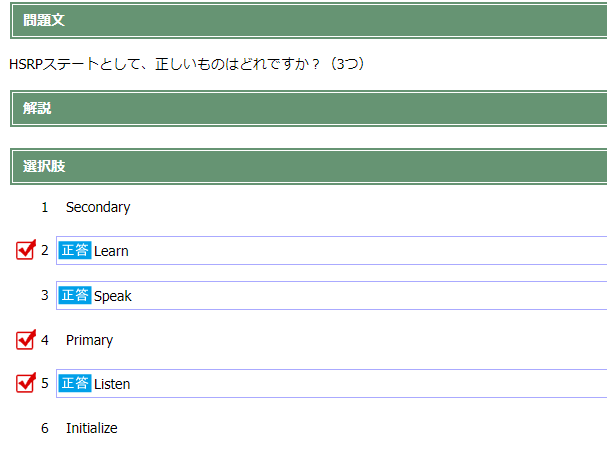 問題文
HSRPステートとして、正しいものはどれですか？（3つ）
解説
選択肢
1 Secondary
2 正答 Learn
3 正答 Speak
4 Primary
5 正答 Listen
6 Initialize